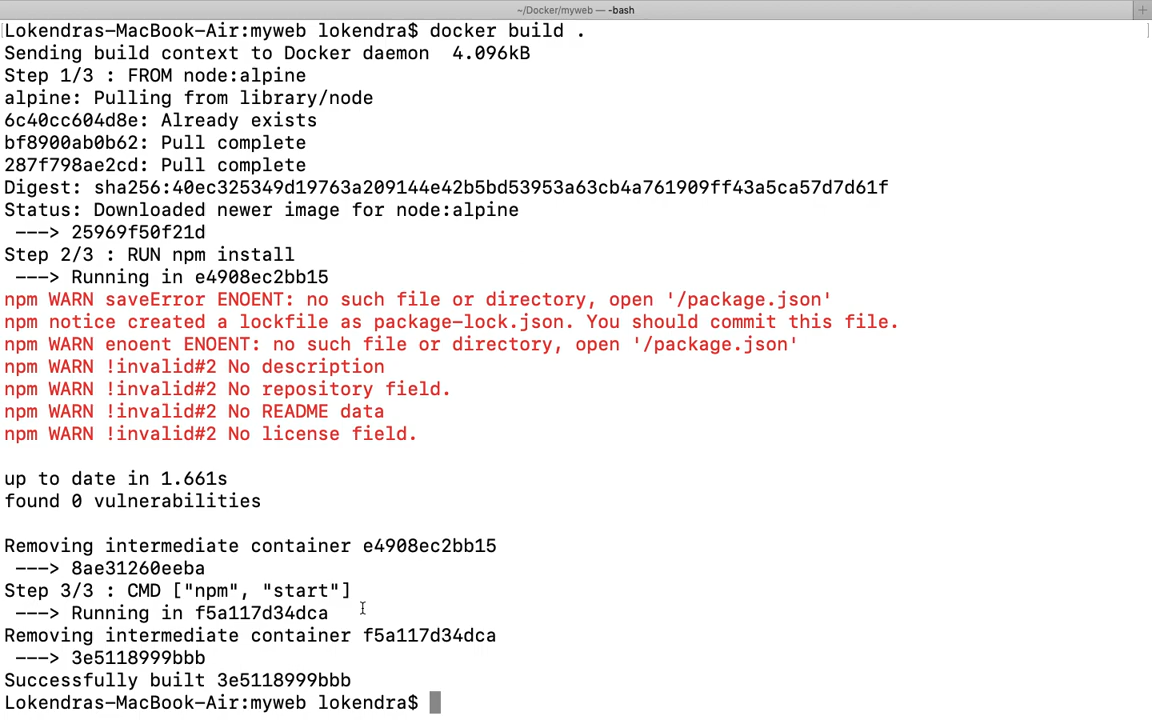 ~/Docker/myweb — -bash
Lokendras-MacBook-Air:myweb lokendra$ docker build .
Sending build context to Docker daemon  4.096kB
Step 1/3 : FROM node:alpine
alpine: Pulling from library/node
6c40cc604d8e: Already exists
bf8900ab0b62: Pull complete
287f798ae2cd: Pull complete
Digest: sha256:40ec325349d19763a209144e42b5bd53953a63cb4a761909ff43a5ca57d7d61f
Status: Downloaded newer image for node:alpine
 ---> 25969f50f21d
Step 2/3 : RUN npm install
 ---> Running in e4908ec2bb15
npm WARN saveError ENOENT: no such file or directory, open '/package.json'
npm notice created a lockfile as package-lock.json. You should commit this file.
npm WARN enoent ENOENT: no such file or directory, open '/package.json'
npm WARN !invalid#2 No description
npm WARN !invalid#2 No repository field.
npm WARN !invalid#2 No README data
npm WARN !invalid#2 No license field.
up to date in 1.661s
found 0 vulnerabilities
Removing intermediate container e4908ec2bb15
 ---> 8ae31260eeba
Step 3/3 : CMD ["npm", "start"]
 ---> Running in f5a117d34dca
Removing intermediate container f5a117d34dca
 ---> 3e5118999bbb
Successfully built 3e5118999bbb
Lokendras-MacBook-Air:myweb lokendra$